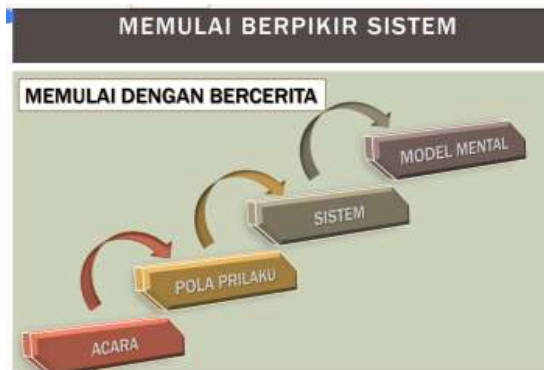 MEMULAI BERPIKIR SISTEM
MEMULAI DENGAN BERCERITA
MODEL MENTAL
SISTEM
POLA PRILAKU
ACARA